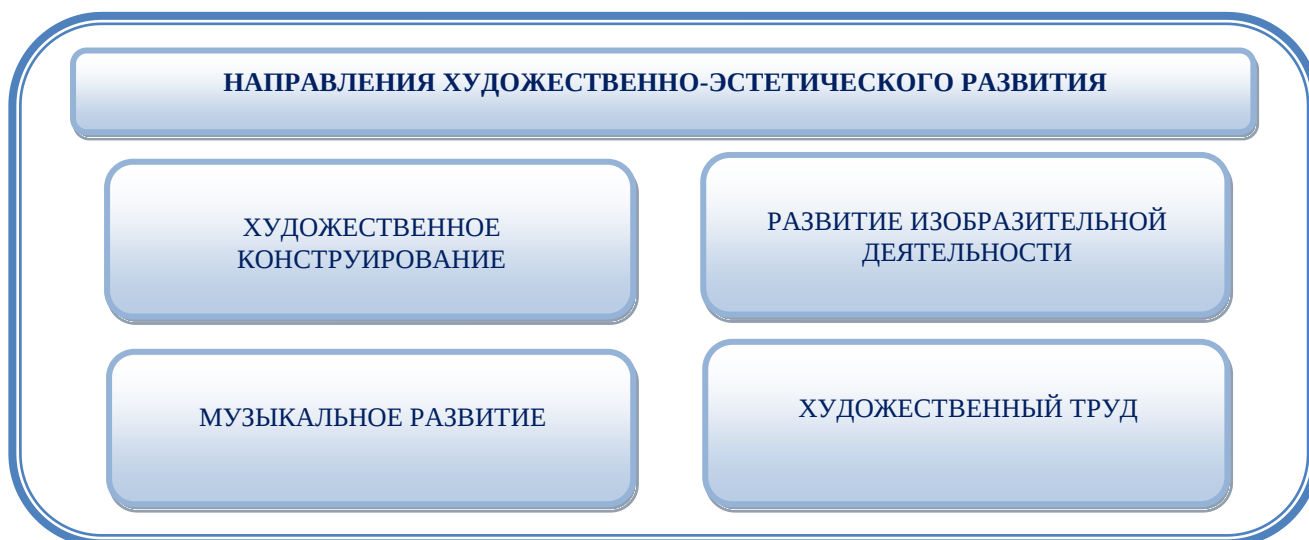 НАПРАВЛЕНИЯ ХУДОЖЕСТВЕННО-ЭСТЕТИЧЕСКОГО РАЗВИТИЯ
ХУДОЖЕСТВЕННОЕ
КОНСТРУИРОВАНИЕ
РАЗВИТИЕ ИЗОБРАЗИТЕЛЬНОЙ
ДЕЯТЕЛЬНОСТИ
МУЗЫКАЛЬНОЕ РАЗВИТИЕ
ХУДОЖЕСТВЕННЫЙ ТРУД